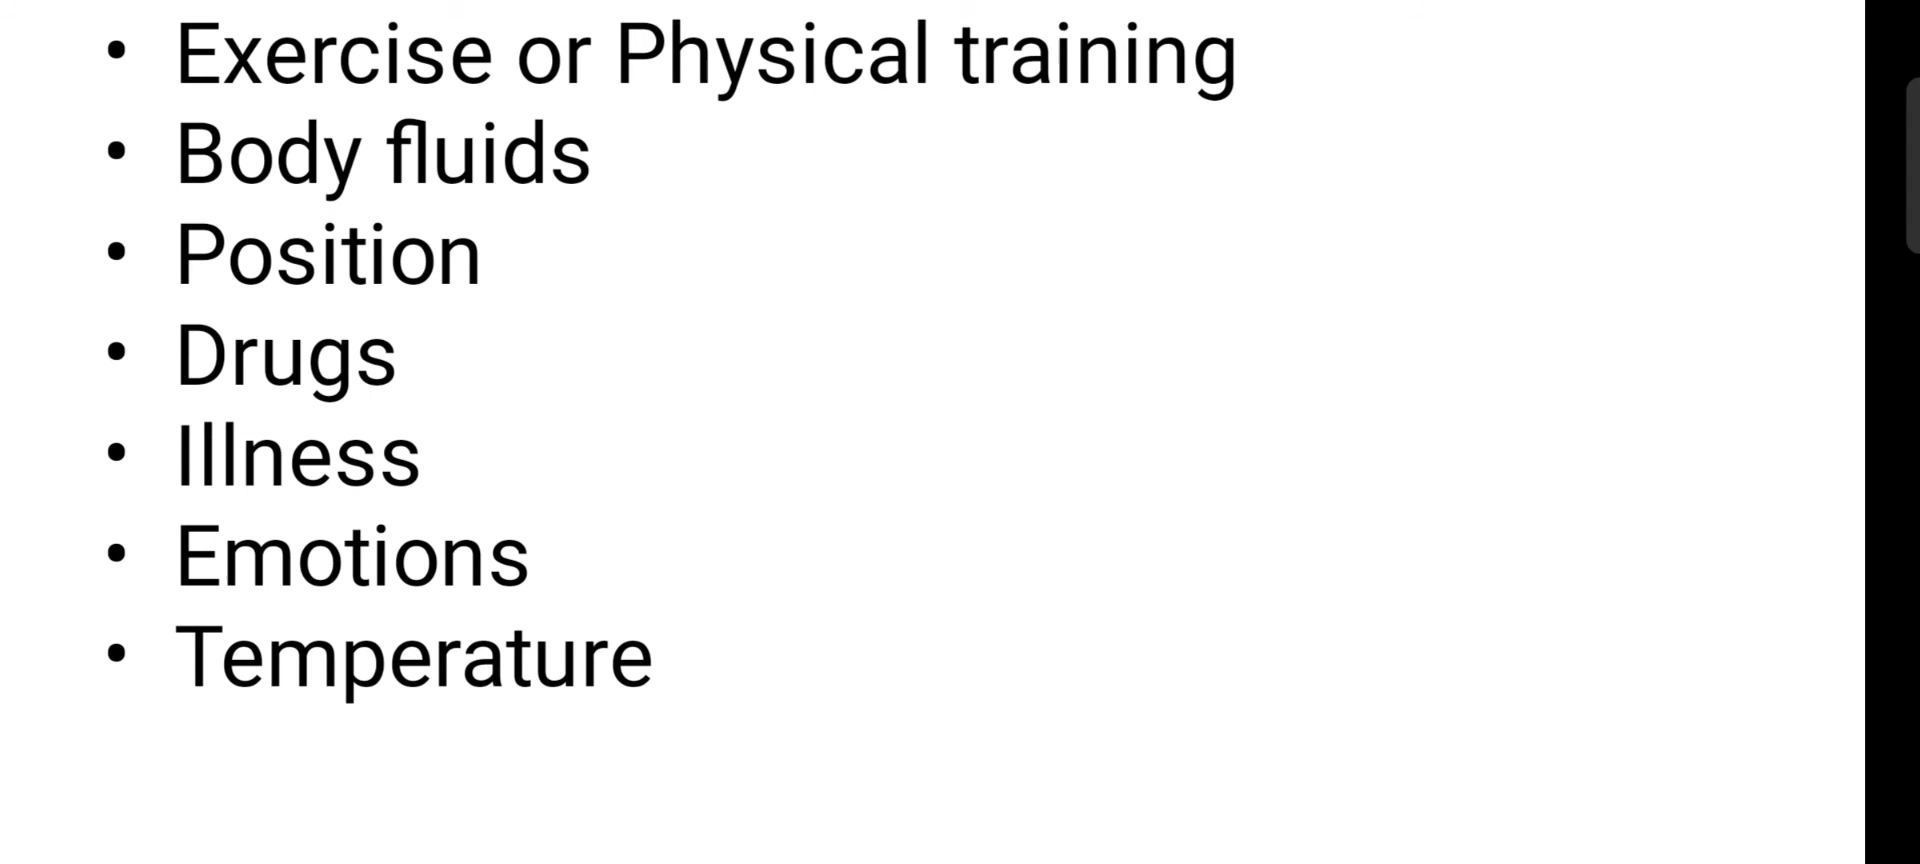 • Exercise or Physical training
• Body fluids
• Position
• Drugs
• Illness
• Emotions
• Temperature